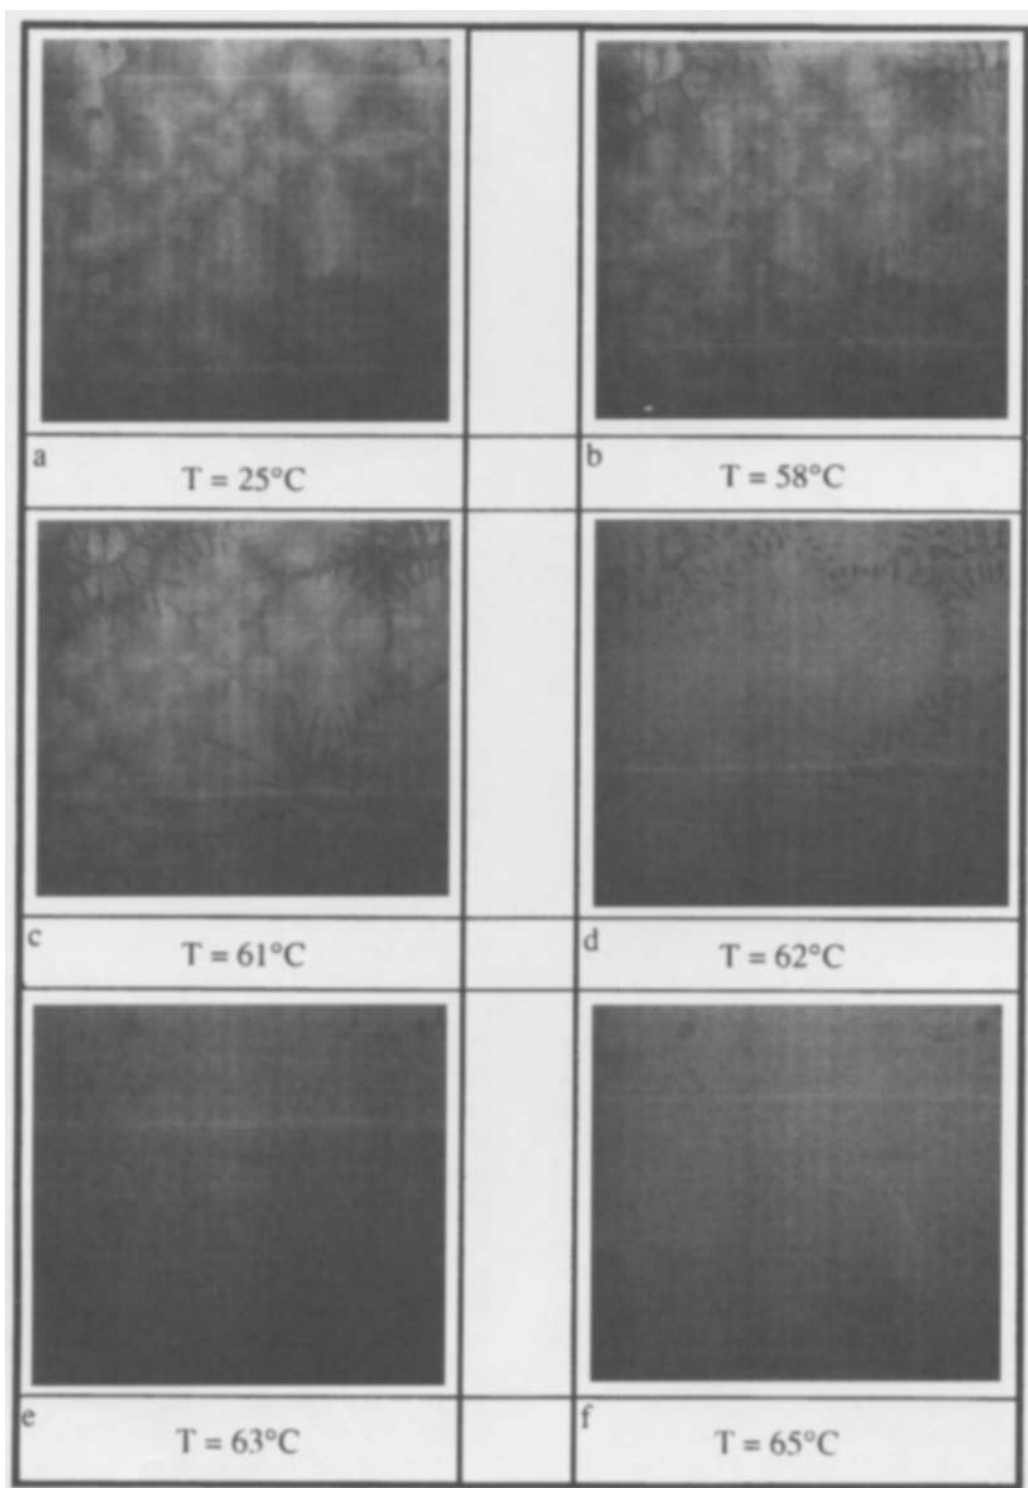 a
T = 25°C
b
T = 58°C
c
T = 61°C
d
T = 62°C
e
T = 63°C
f
T = 65°C